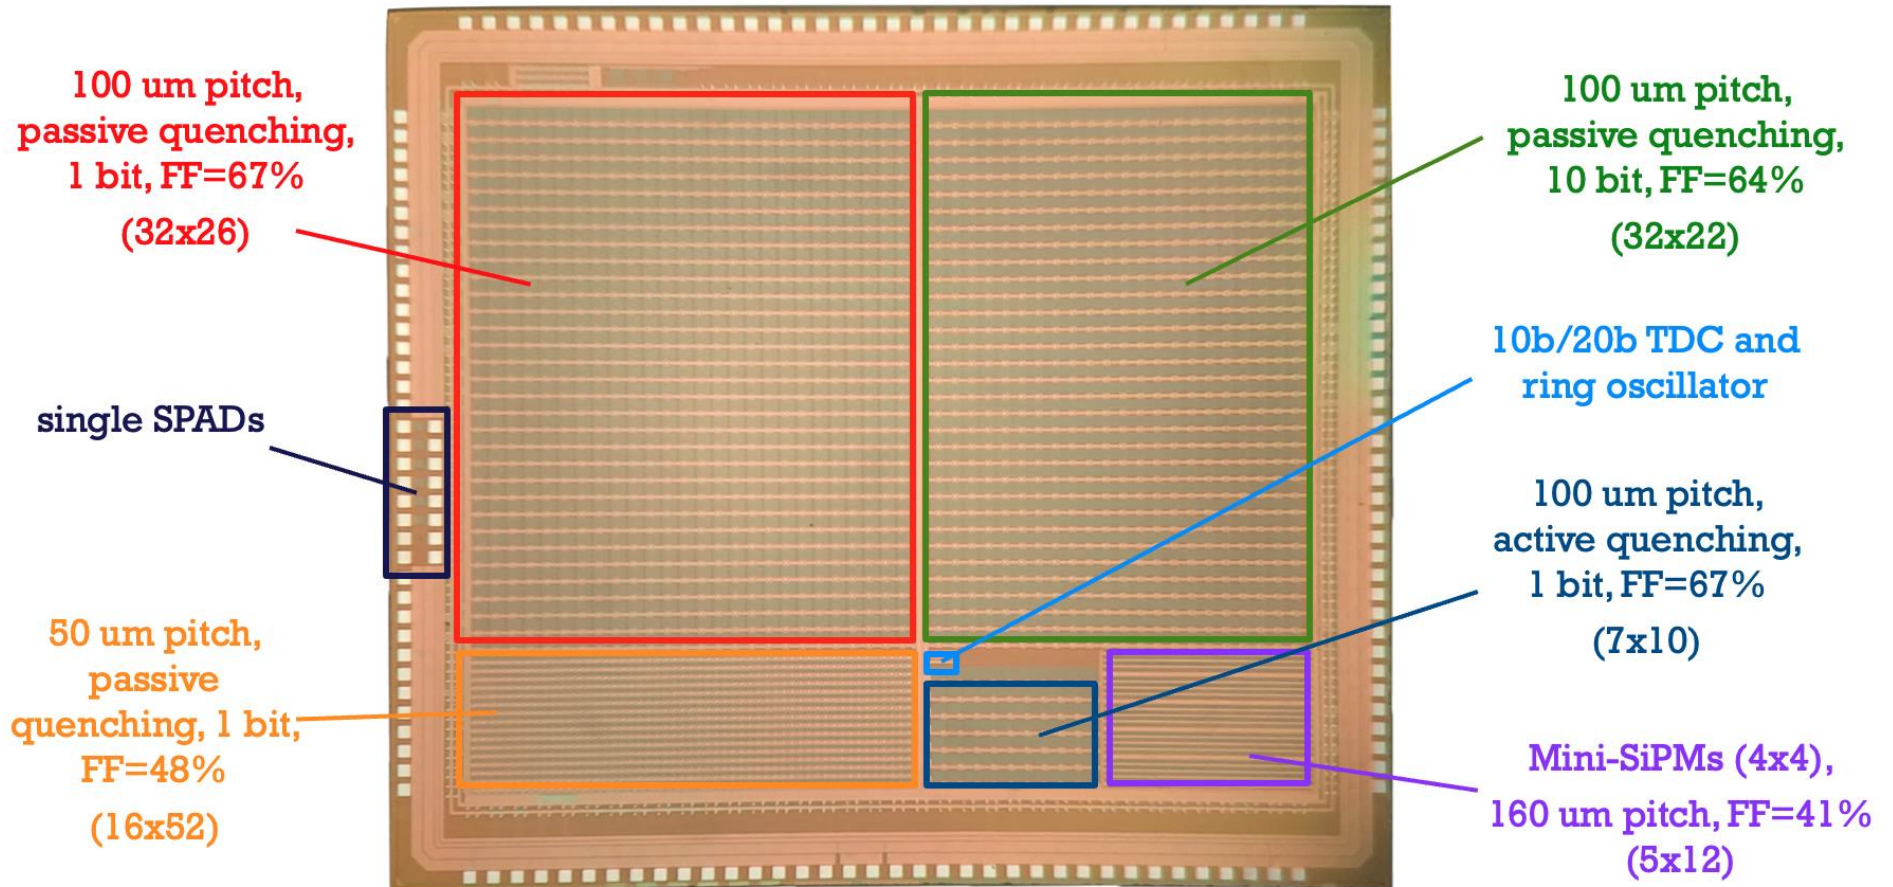 100 um pitch,
passive quenching,
1 bit, FF=67%
(32x26)
single SPADs
50 um pitch,
passive
quenching, 1 bit,
FF=48%
(16x52)
100 um pitch,
passive quenching,
10 bit, FF=64%
(32x22)
10b/20b TDC and
ring oscillator
100 um pitch,
active quenching,
1 bit, FF=67%
(7x10)
Mini-SiPMs (4x4),
160 um pitch, FF=41%
(5x12)